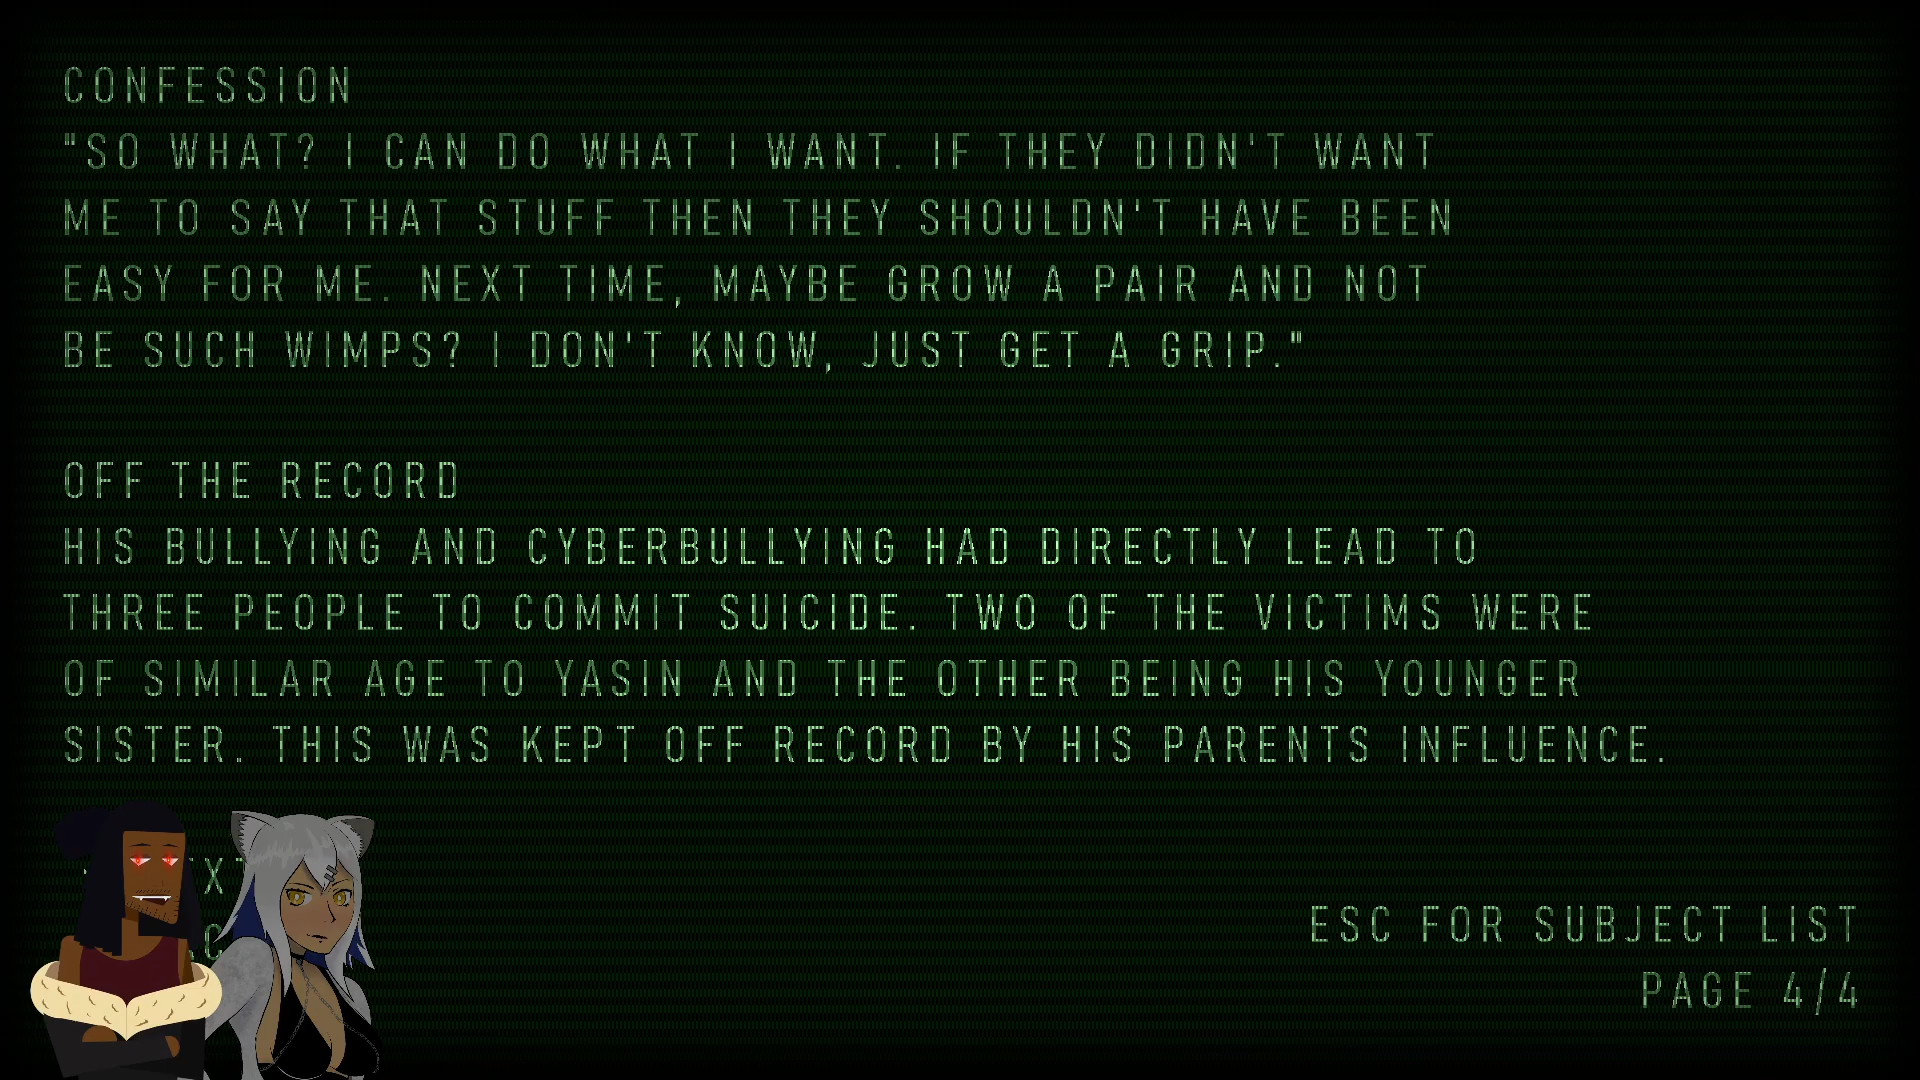 CONFESSION
"SO WHAT? I CAN DO WHAT I WANT. IF THEY DIDN'T WANT
ME TO SAY THAT STUFF THEN THEY SHOULDN'T HAVE BEEN
EASY FOR ME. NEXT TIME, MAYBE GROW A PAIR AND NOT
BE SUCH WIMPS? I DON'T KNOW, JUST GET A GRIP."
OFF THE RECORD
HIS BULLYING AND CYBERBULLYING HAD DIRECTLY LEAD TO
THREE PEOPLE TO COMMIT SUICIDE. TWO OF THE VICTIMS WERE
OF SIMILAR AGE TO YASIN AND THE OTHER BEING HIS YOUNGER
SISTER. THIS WAS KEPT OFF RECORD BY HIS PARENTS INFLUENCE.
ESC FOR SUBJECT LIST
PAGE 4/4